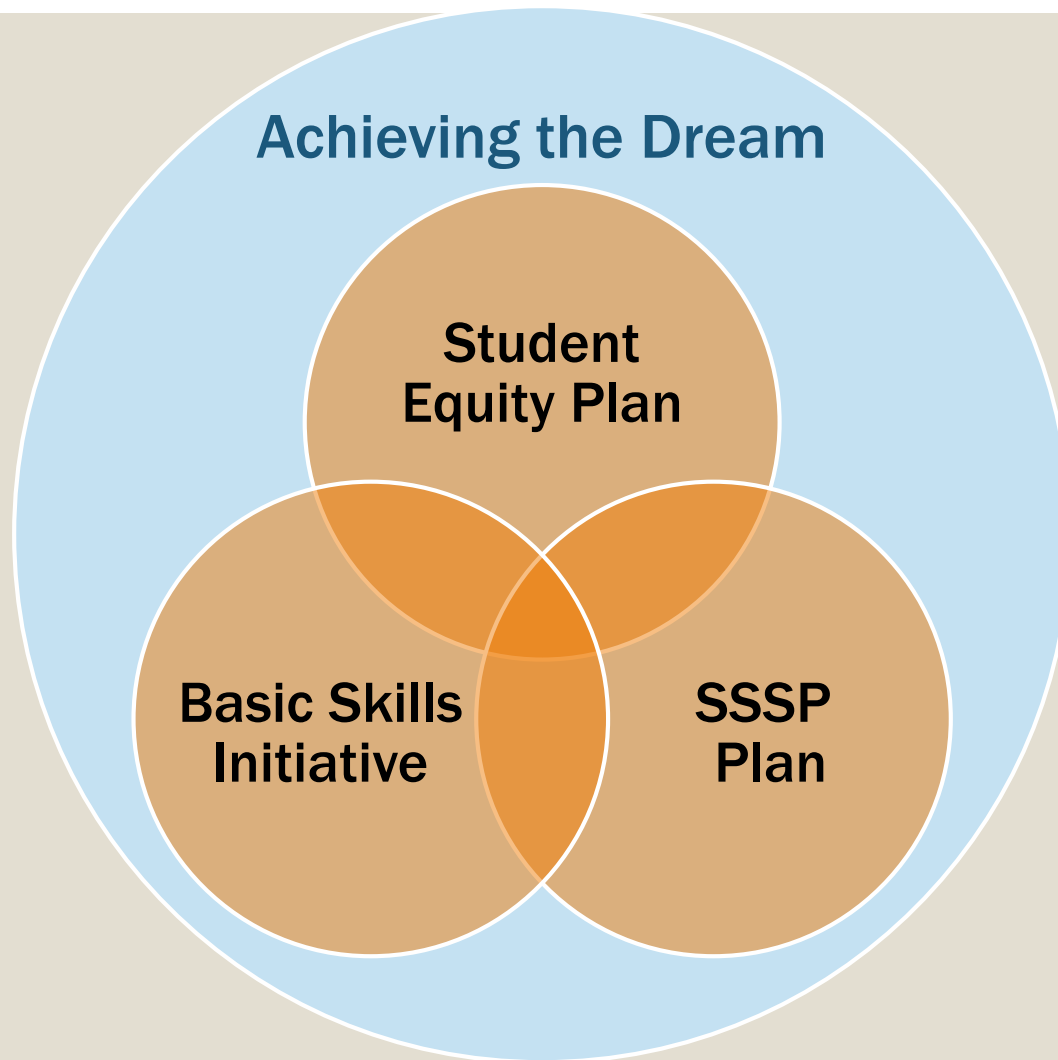 Achieving the Dream
Student
Equity Plan
Basic Skills
Initiative
SSSP
Plan